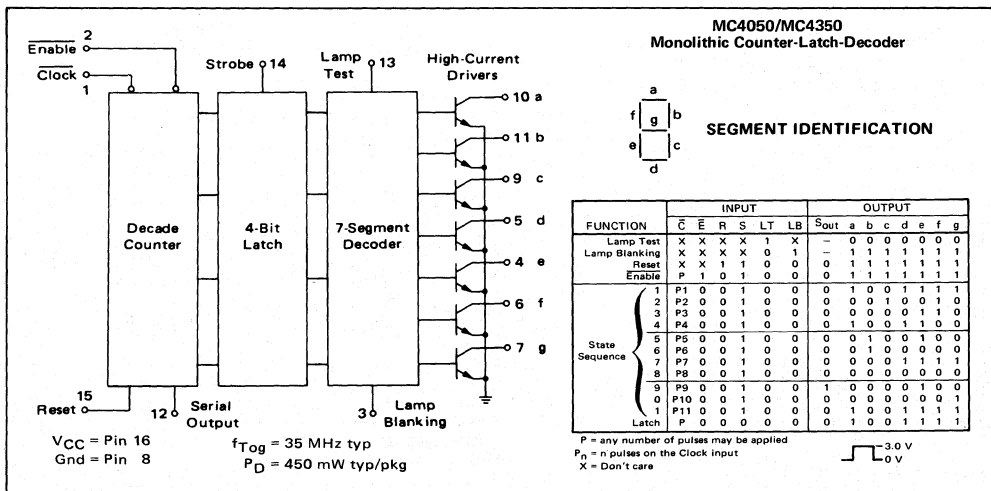 MC4050/MC4350
Monolithic Counter-Latch-Decoder
2
Enable
Clock
1
Strobe 14
Lamp Test 13
High-Current
Drivers
Decade
Counter
4-Bit
Latch
7-Segment
Decoder
10 a
11 b
9 c
5 d
4 e
6 f
7 g
15
Reset
12
Serial
Output
3
Lamp
Blanking
VCC = Pin 16
Gnd = Pin 8
fTog = 35 MHz typ
PD = 450 mW typ/pkg
a
f g b
e c
d
SEGMENT IDENTIFICATION
FUNCTION INPUT OUTPUT
C̅ E̅ R S LT LB Sout a b c d e f g
Lamp Test X X X X 1 X – 0 0 0 0 0 0 0
Lamp Blanking X X X X 0 1 – 1 1 1 1 1 1 1
Reset X X 1 1 0 0 0 1 1 1 1 1 1 1
Enable P 1 0 1 0 0 0 1 1 1 1 1 1 1
State Sequence
1 P1 0 0 1 0 0 0 1 0 0 1 1 1 1
2 P2 0 0 1 0 0 0 0 0 1 0 0 1 0
3 P3 0 0 1 0 0 0 0 0 0 0 1 1 0
4 P4 0 0 1 0 0 0 1 0 0 1 1 0 0
5 P5 0 0 1 0 0 0 0 1 0 0 1 0 0
6 P6 0 0 1 0 0 0 0 1 0 0 0 0 0
7 P7 0 0 1 0 0 0 0 0 0 1 1 1 1
8 P8 0 0 1 0 0 0 0 0 0 0 0 0 0
9 P9 0 0 1 0 0 1 0 0 0 0 1 0 0
0 P10 0 0 1 0 0 0 0 0 0 0 0 0 1
1 P11 0 0 1 0 0 0 1 0 0 1 1 1 1
Latch P 0 0 0 0 0 0 1 0 0 1 1 1 1
P = any number of pulses may be applied
Pn = n pulses on the Clock input
X = Don't care
3.0 V
0 V